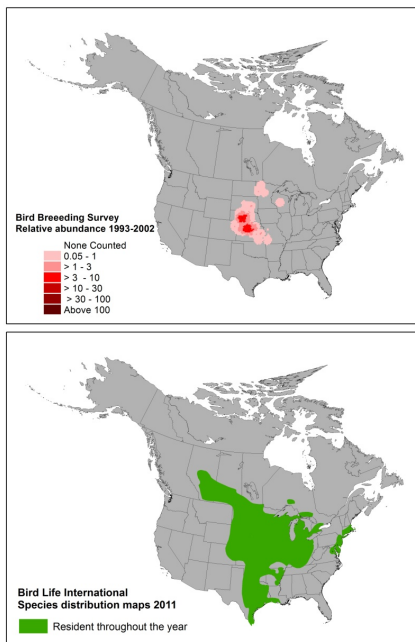 Bird Breeeding Survey
Relative abundance 1993-2002
None Counted
0.05 - 1
> 1 - 3
> 3 - 10
> 10 - 30
> 30 - 100
Above 100
Bird Life International
Species distribution maps 2011
Resident throughout the year